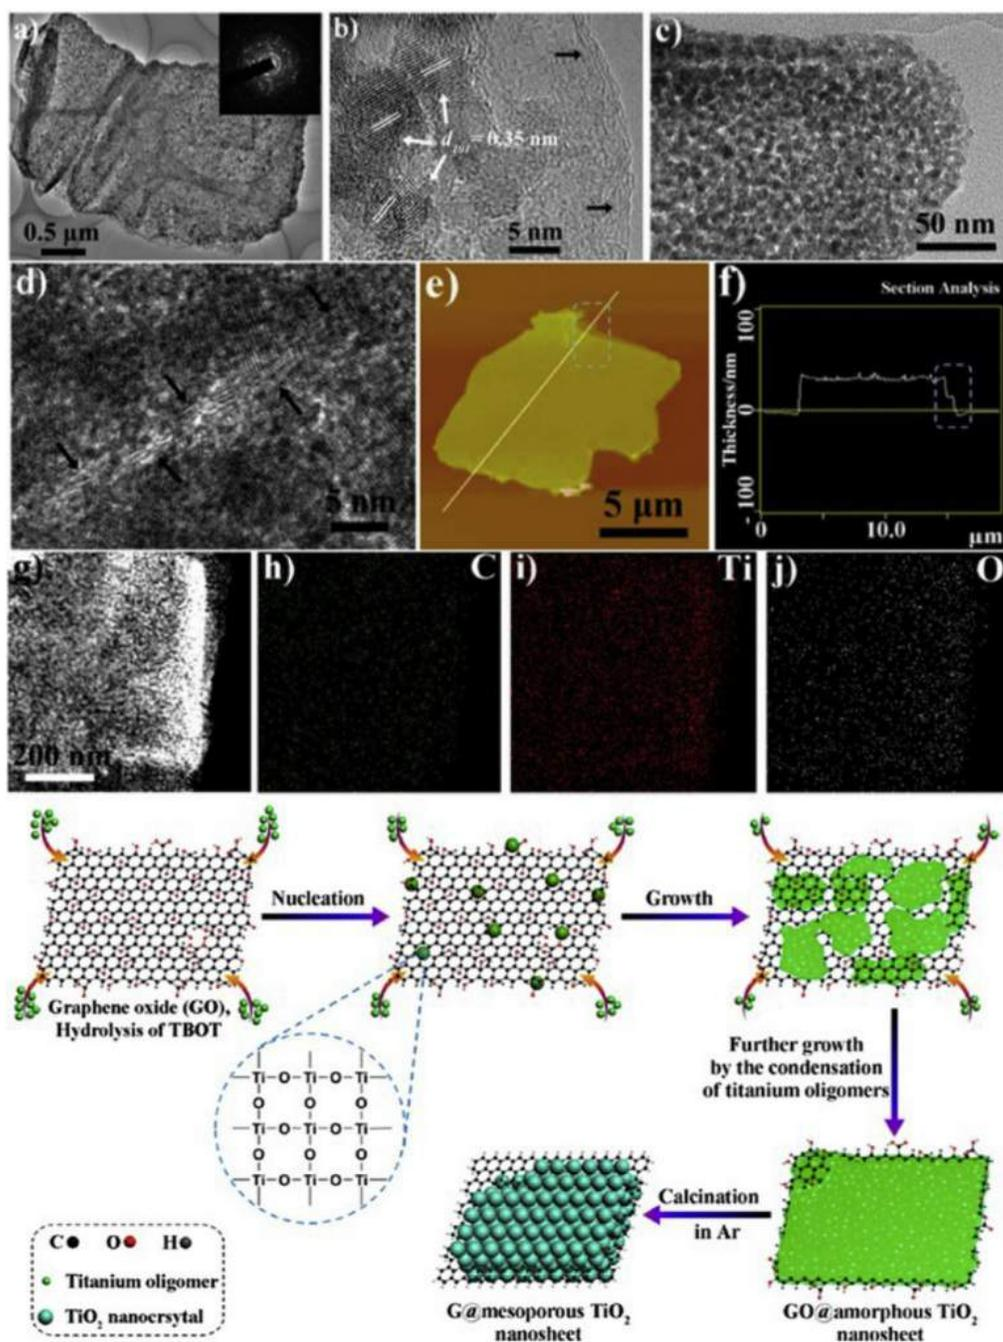 a)
0.5 μm
b)
d101 = 0.35 nm
5 nm
c)
50 nm
d)
5 nm
e)
5 μm
f)
Section Analysis
Thickness/nm
100
0
-100
0
10.0
μm
g)
200 nm
h)
C
i)
Ti
j)
O
Nucleation
Growth
Graphene oxide (GO),
Hydrolysis of TBOT
Ti O Ti O Ti
O O O
Ti O Ti O Ti
O O O
Ti O Ti O Ti
Further growth
by the condensation
of titanium oligomers
Calcination
in Ar
C O H
Titanium oligomer
TiO2 nanocrsytal
G@mesoporous TiO2
nanosheet
GO@amorphous TiO2
nanosheet